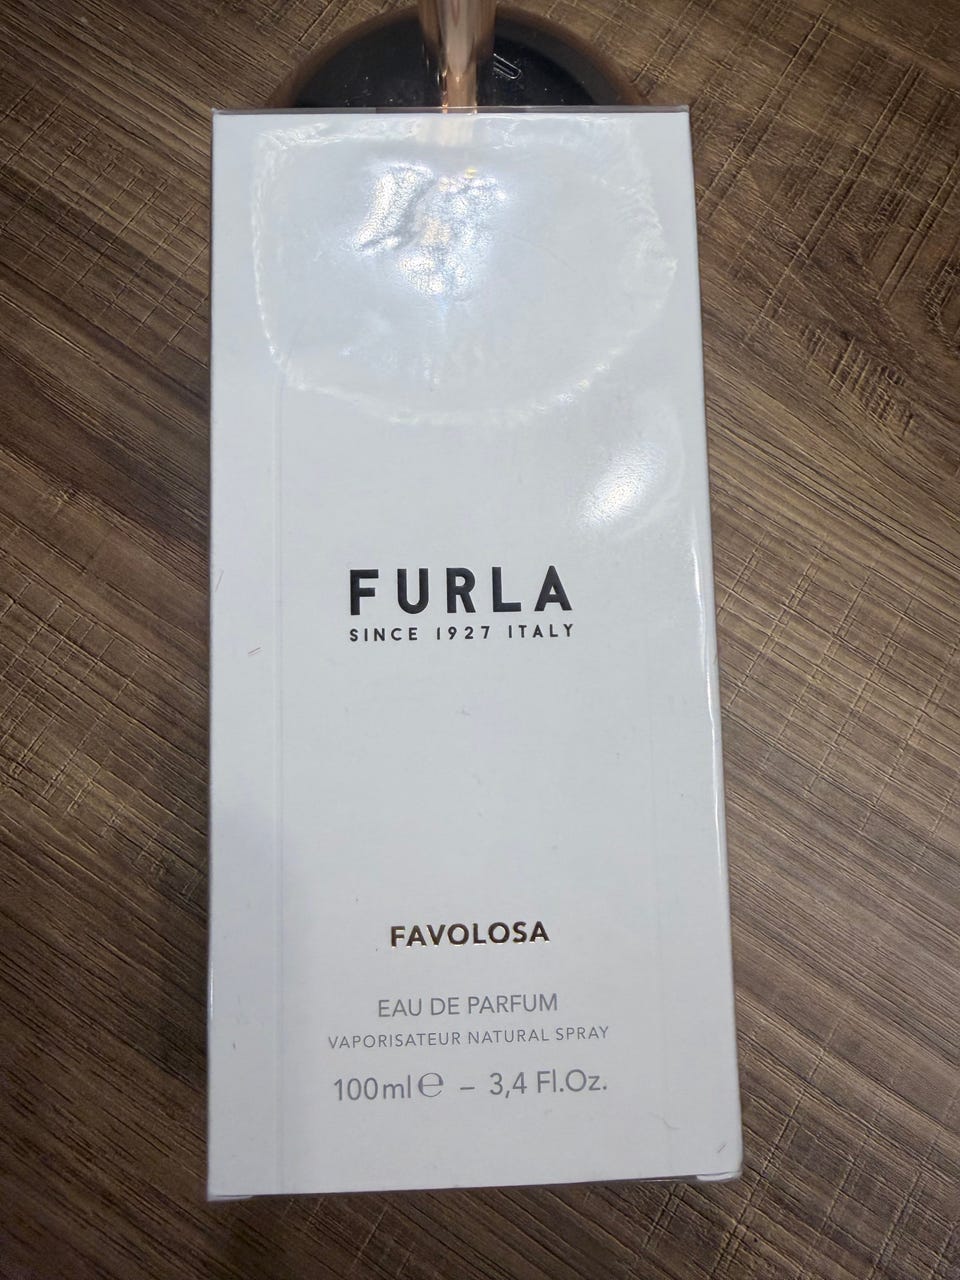 FURLA
SINCE 1927 ITALY
FAVOLOSA
EAU DE PARFUM
VAPORISATEUR NATURAL SPRAY
100ml℮ – 3,4 Fl.Oz.